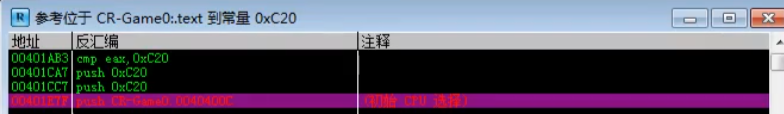 R 参考位于 CR-Game0:.text 到常量 0xC20
地址 反汇编 注释
00401AB3 cmp eax,0xC20
00401CA7 push 0xC20
00401CC7 push 0xC20
00401E7F push CR-Game0.0040400C (初始 CPU 选择)